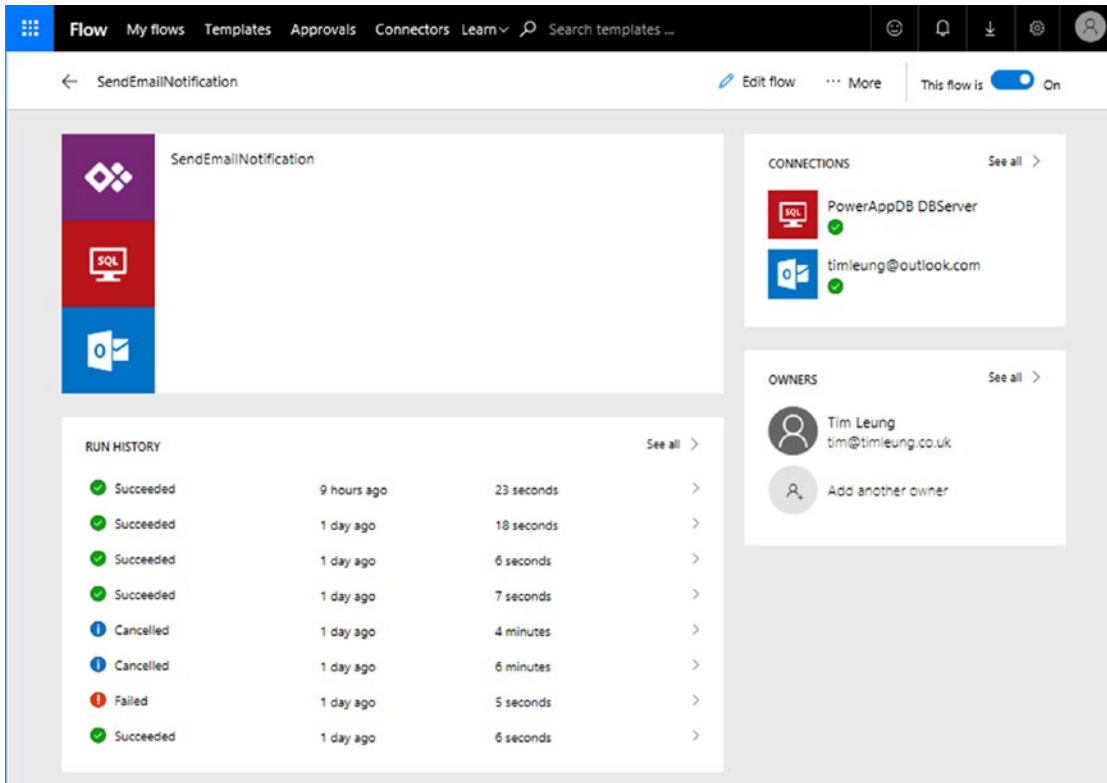 Flow My flows Templates Approvals Connectors Learn Search templates ...
SendEmailNotification Edit flow ··· More This flow is On
SendEmailNotification
SQL
O
CONNECTIONS See all
SQL PowerAppDB DBServer
O timleung@outlook.com
OWNERS See all
Tim Leung
tim@timleung.co.uk
Add another owner
RUN HISTORY See all
Succeeded 9 hours ago 23 seconds
Succeeded 1 day ago 18 seconds
Succeeded 1 day ago 6 seconds
Succeeded 1 day ago 7 seconds
Cancelled 1 day ago 4 minutes
Cancelled 1 day ago 6 minutes
Failed 1 day ago 5 seconds
Succeeded 1 day ago 6 seconds